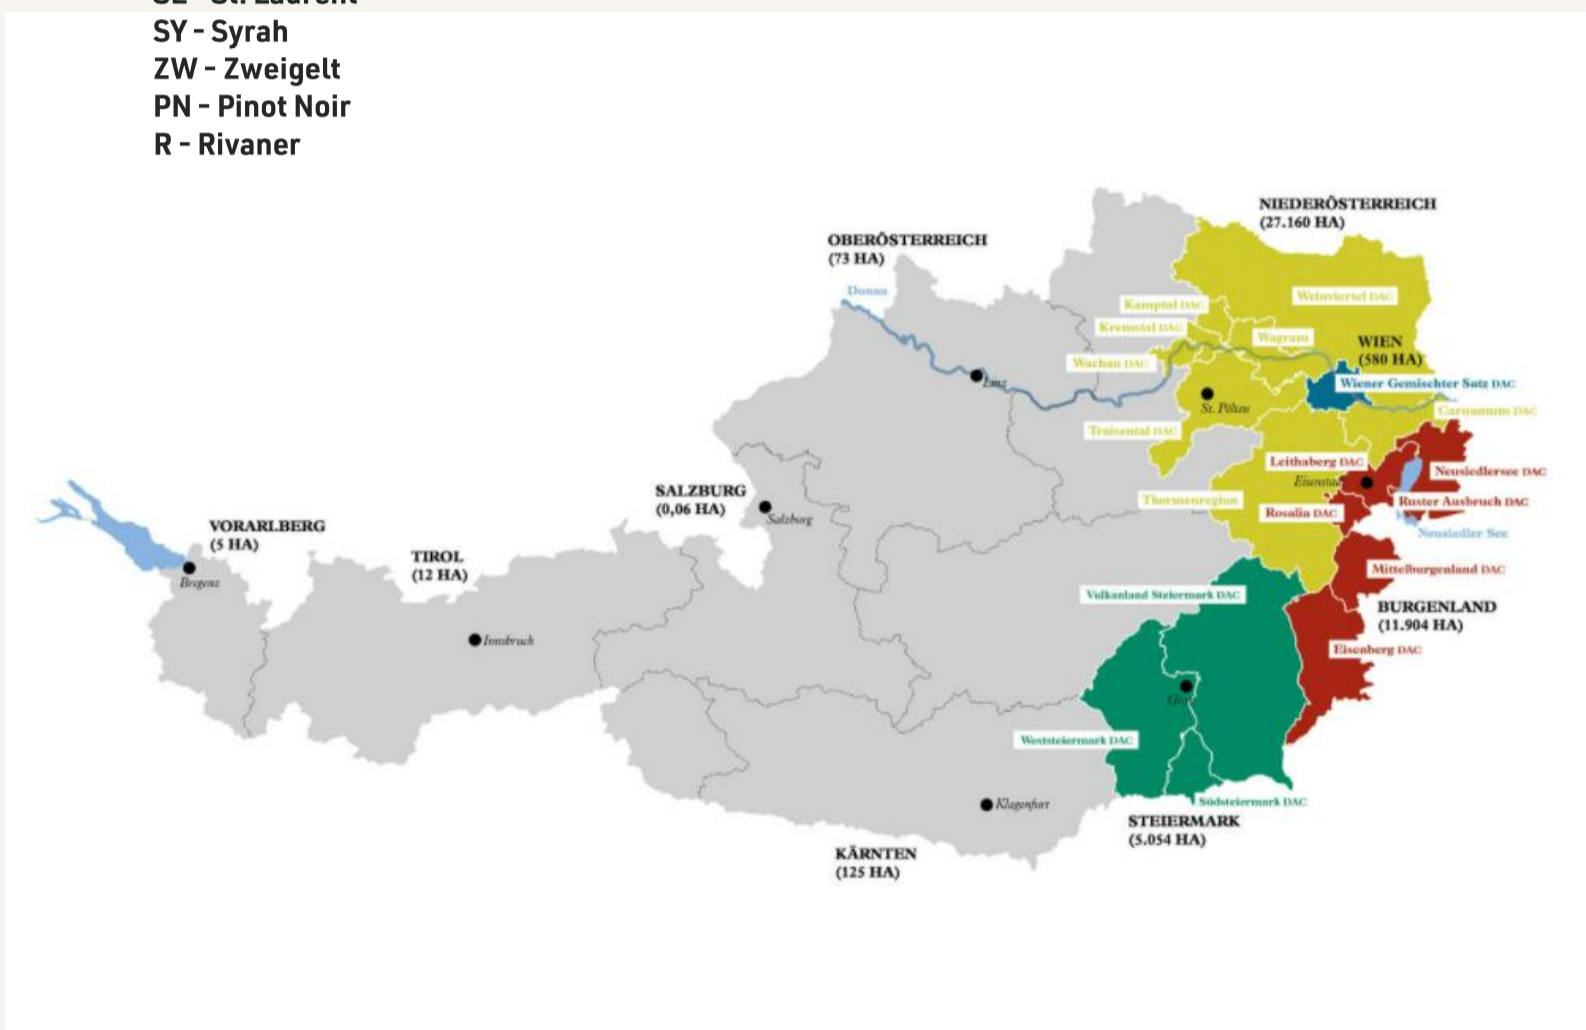 SL - St. Laurent
SY - Syrah
ZW - Zweigelt
PN - Pinot Noir
R - Rivaner
NIEDERÖSTERREICH
(27.160 HA)
OBERÖSTERREICH
(73 HA)
Donau
Weinviertel DAC
Kamptal DAC
Kremstal DAC
Wagram
WIEN
(580 HA)
Wachau DAC
Linz
Wiener Gemischter Satz DAC
St. Pölten
Carnuntum DAC
Traisental DAC
Leithaberg DAC
Neusiedlersee DAC
Eisenstadt
SALZBURG
(0,06 HA)
Salzburg
Thermenregion
Ruster Ausbruch DAC
Rosalia DAC
Neusiedler See
VORARLBERG
(5 HA)
Bregenz
TIROL
(12 HA)
Mittelburgenland DAC
Vulkanland Steiermark DAC
BURGENLAND
(11.904 HA)
Innsbruck
Eisenberg DAC
Graz
Weststeiermark DAC
Südsteiermark DAC
Klagenfurt
STEIERMARK
(5.054 HA)
KÄRNTEN
(125 HA)